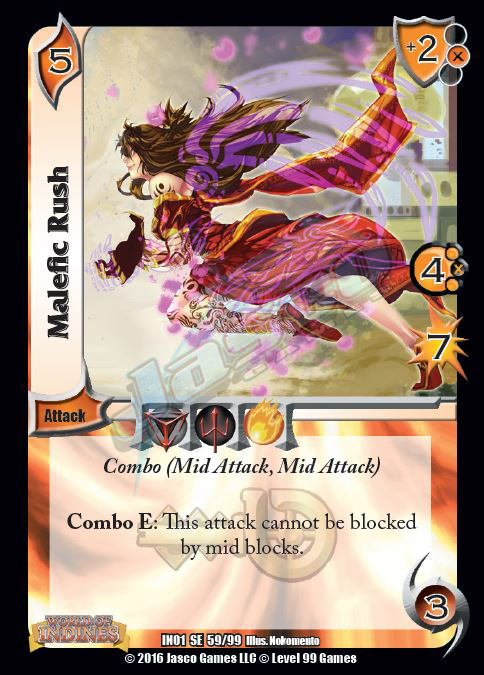 5
+2
Malefic Rush
4
7
Attack
Combo (Mid Attack, Mid Attack)
Combo E: This attack cannot be blocked
by mid blocks.
3
WORLD OF
INDINES
IN01 SE 59/99 Illus. Nokomento
© 2016 Jasco Games LLC © Level 99 Games